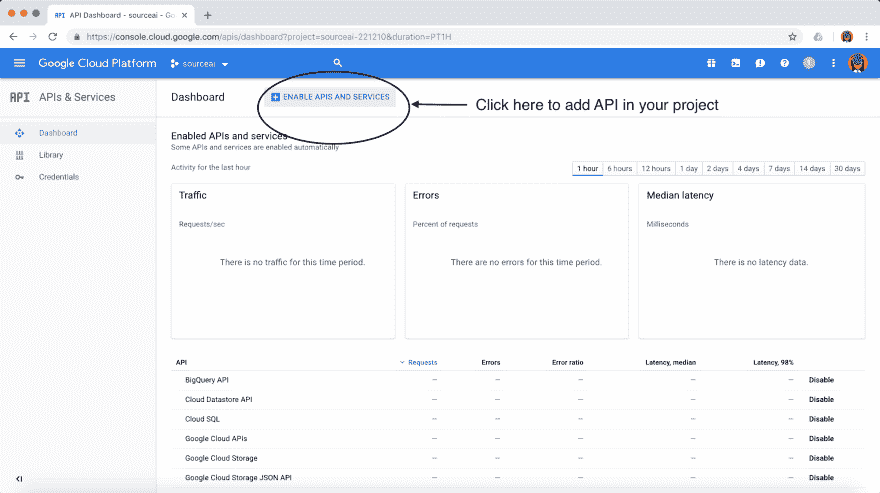 API API Dashboard - sourceai - Go
https://console.cloud.google.com/apis/dashboard?project=sourceai-221210&duration=PT1H
Google Cloud Platform sourceai
API APIs & Services
Dashboard
Library
Credentials
Dashboard ENABLE APIS AND SERVICES
Click here to add API in your project
Enabled APIs and services
Some APIs and services are enabled automatically
Activity for the last hour
1 hour 6 hours 12 hours 1 day 2 days 4 days 7 days 14 days 30 days
Traffic
Requests/sec
There is no traffic for this time period.
Errors
Percent of requests
There are no errors for this time period.
Median latency
Milliseconds
There is no latency data.
API Requests Errors Error ratio Latency, median Latency, 98%
BigQuery API — — — — — Disable
Cloud Datastore API — — — — — Disable
Cloud SQL — — — — — Disable
Google Cloud APIs — — — — — Disable
Google Cloud Storage — — — — — Disable
Google Cloud Storage JSON API — — — — — Disable